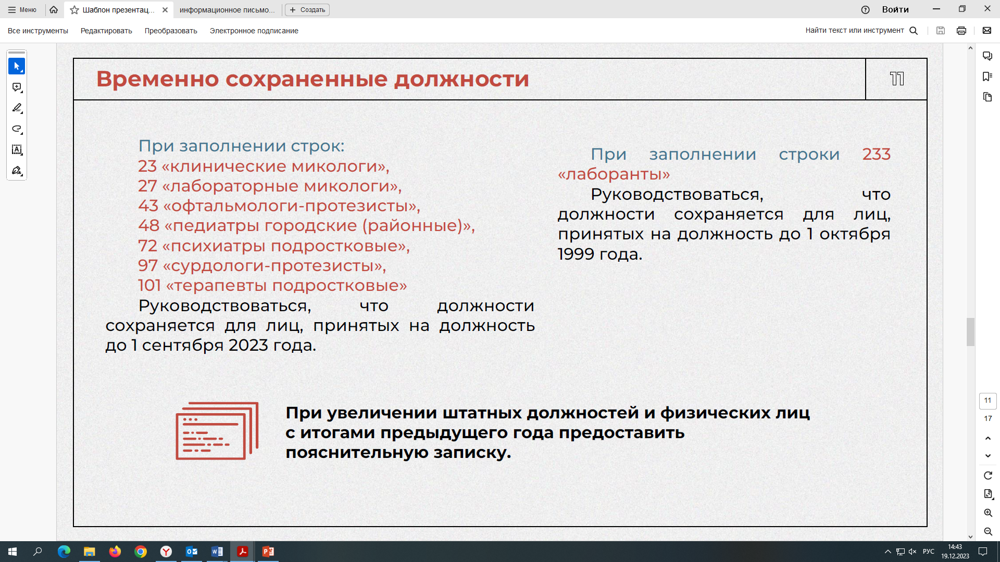 Меню
Шаблон презентац...
информационное письмо...
Создать
Войти
Все инструменты
Редактировать
Преобразовать
Электронное подписание
Найти текст или инструмент
Временно сохраненные должности
11
При заполнении строк:
23 «клинические микологи»,
27 «лабораторные микологи»,
43 «офтальмологи-протезисты»,
48 «педиатры городские (районные)»,
72 «психиатры подростковые»,
97 «сурдологи-протезисты»,
101 «терапевты подростковые»
Руководствоваться, что должности
сохраняется для лиц, принятых на должность
до 1 сентября 2023 года.
При заполнении строки 233
«лаборанты»
Руководствоваться, что
должности сохраняется для лиц,
принятых на должность до 1 октября
1999 года.
При увеличении штатных должностей и физических лиц
с итогами предыдущего года предоставить
пояснительную записку.
11
17
РУС
14:43
19.12.2023